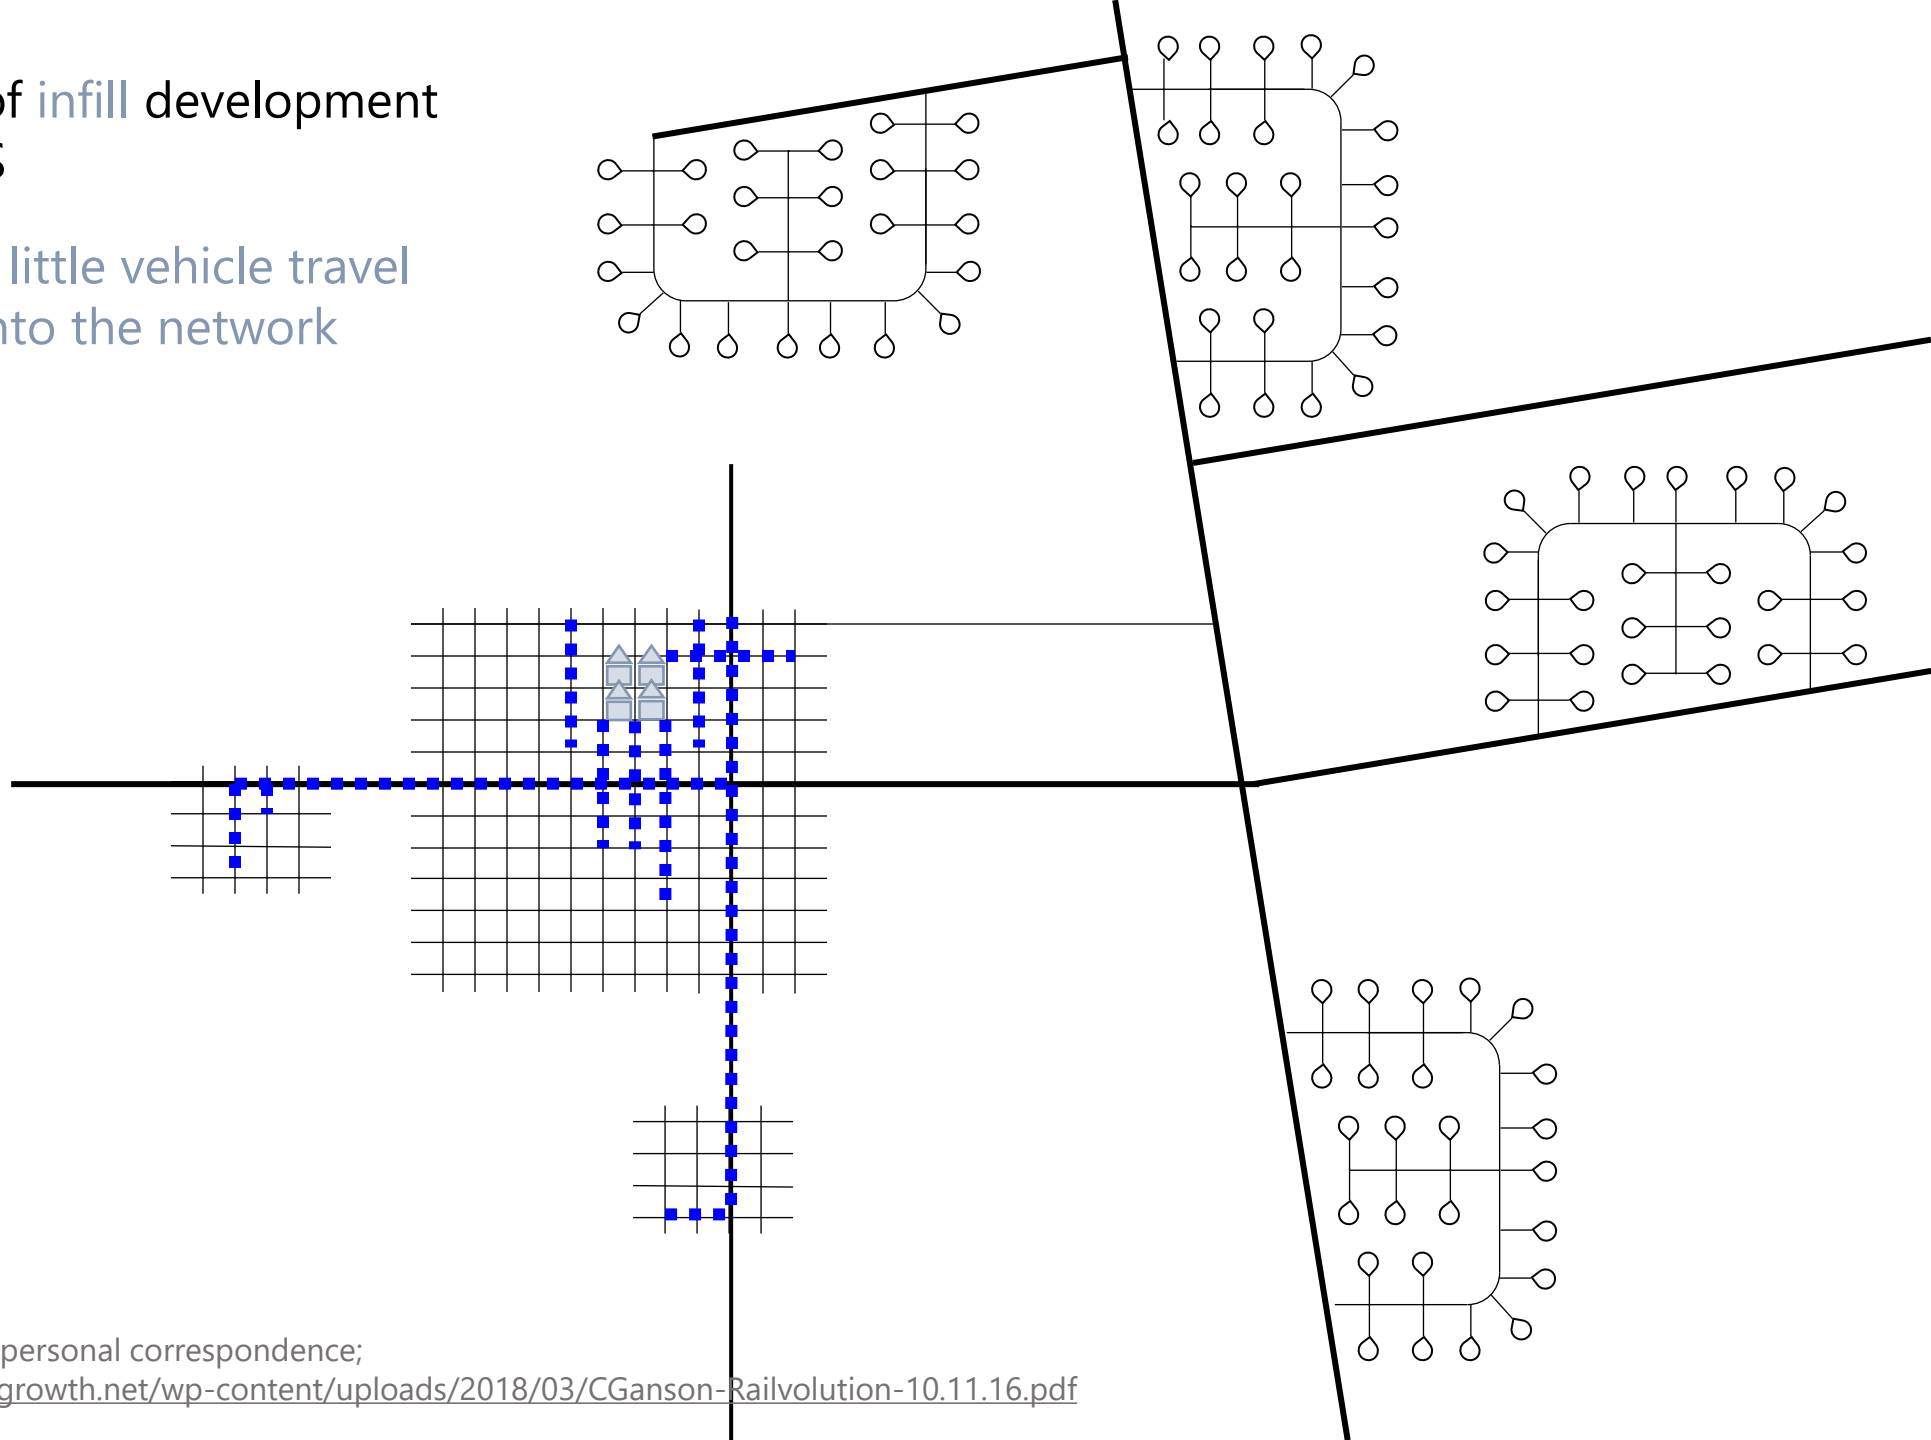 of infill development
s
little vehicle travel
nto the network
personal correspondence;
growth.net/wp-content/uploads/2018/03/CGanson-Railvolution-10.11.16.pdf